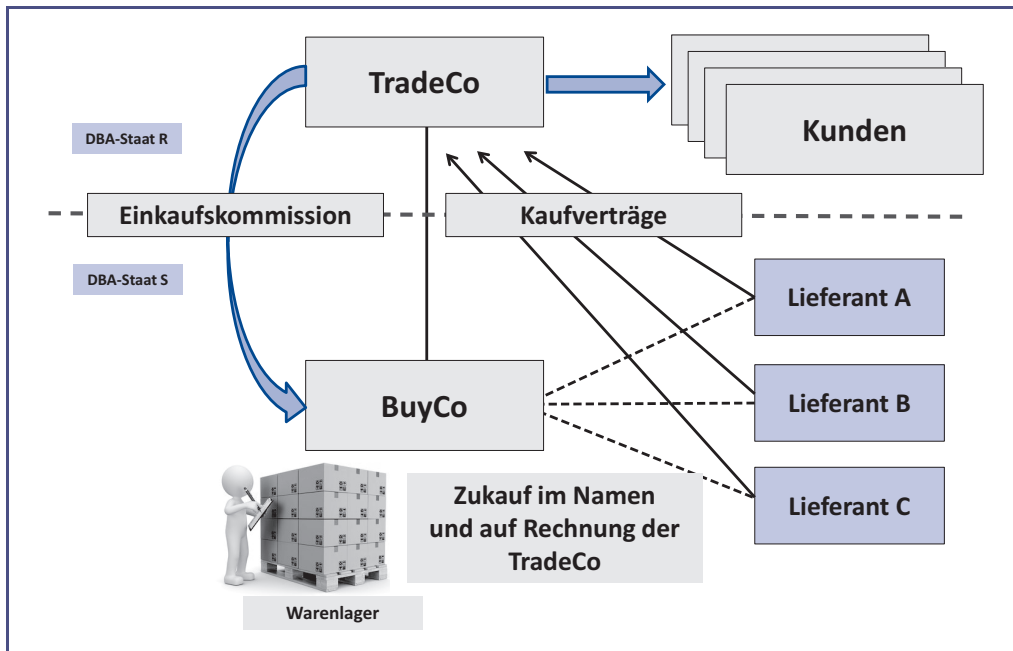 TradeCo
Kunden
DBA-Staat R
Einkaufskommission
Kaufverträge
DBA-Staat S
Lieferant A
BuyCo
Lieferant B
Lieferant C
Zukauf im Namen
und auf Rechnung der
TradeCo
Warenlager